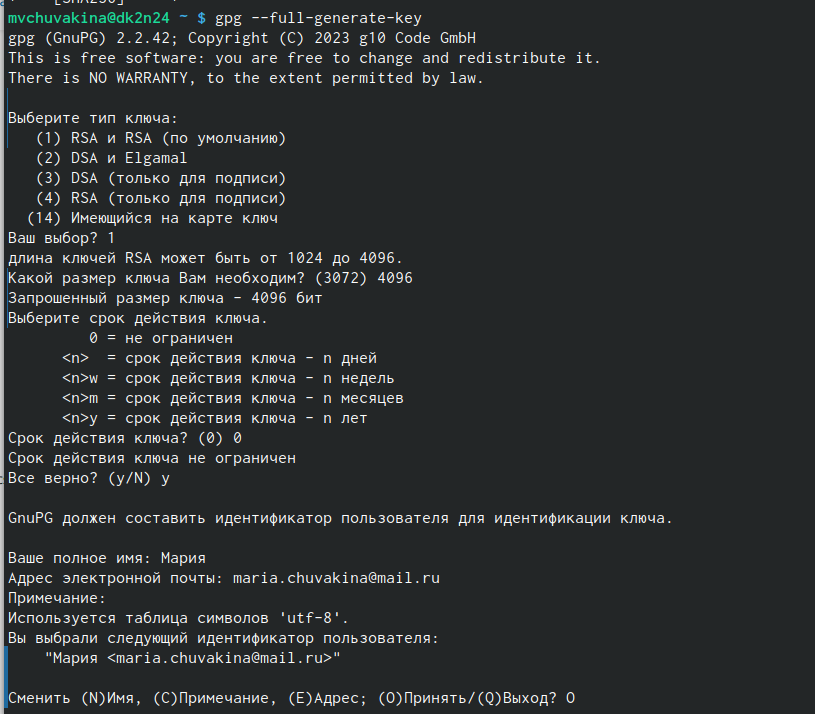 mvchuvakina@dk2n24 ~ $ gpg --full-generate-key
gpg (GnuPG) 2.2.42; Copyright (C) 2023 g10 Code GmbH
This is free software: you are free to change and redistribute it.
There is NO WARRANTY, to the extent permitted by law.

Выберите тип ключа:
   (1) RSA и RSA (по умолчанию)
   (2) DSA и Elgamal
   (3) DSA (только для подписи)
   (4) RSA (только для подписи)
  (14) Имеющийся на карте ключ
Ваш выбор? 1
длина ключей RSA может быть от 1024 до 4096.
Какой размер ключа Вам необходим? (3072) 4096
Запрошенный размер ключа - 4096 бит
Выберите срок действия ключа.
         0 = не ограничен
      <n>  = срок действия ключа - n дней
      <n>w = срок действия ключа - n недель
      <n>m = срок действия ключа - n месяцев
      <n>y = срок действия ключа - n лет
Срок действия ключа? (0) 0
Срок действия ключа не ограничен
Все верно? (y/N) y

GnuPG должен составить идентификатор пользователя для идентификации ключа.

Ваше полное имя: Мария
Адрес электронной почты: maria.chuvakina@mail.ru
Примечание:
Используется таблица символов 'utf-8'.
Вы выбрали следующий идентификатор пользователя:
    "Мария <maria.chuvakina@mail.ru>"

Сменить (N)Имя, (C)Примечание, (E)Адрес; (O)Принять/(Q)Выход? O